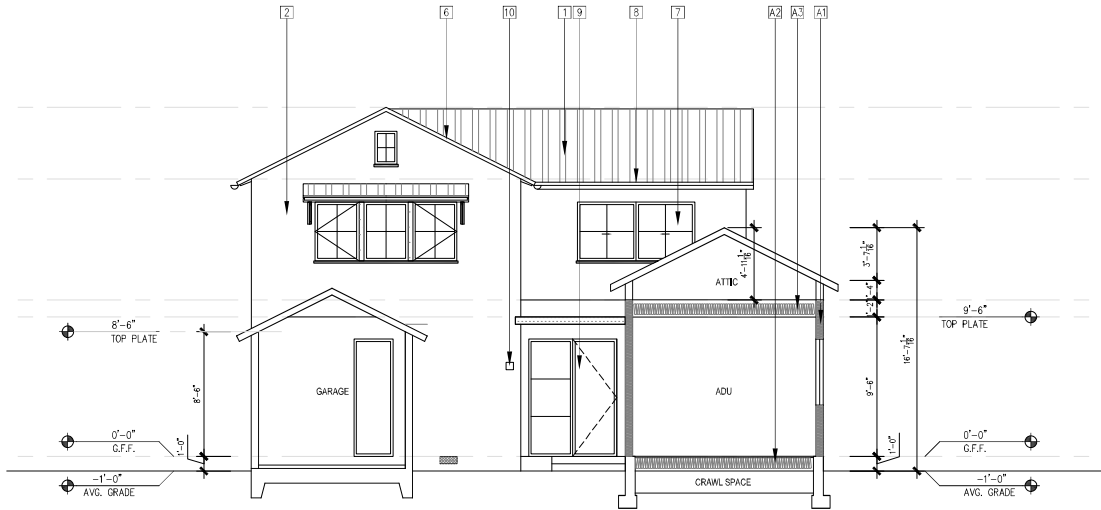 2
6
10
1
9
8
7
A2
A3
A1
4'-11 1/16"
3'-7 1/16"
ATTIC
1'-4"
1'-2"
8'-6"
TOP PLATE
9'-6"
TOP PLATE
16'-7 1/16"
8'-6"
GARAGE
ADU
9'-6"
0'-0"
G.F.F.
1'-0"
0'-0"
G.F.F.
1'-0"
-1'-0"
AVG. GRADE
CRAWL SPACE
-1'-0"
AVG. GRADE